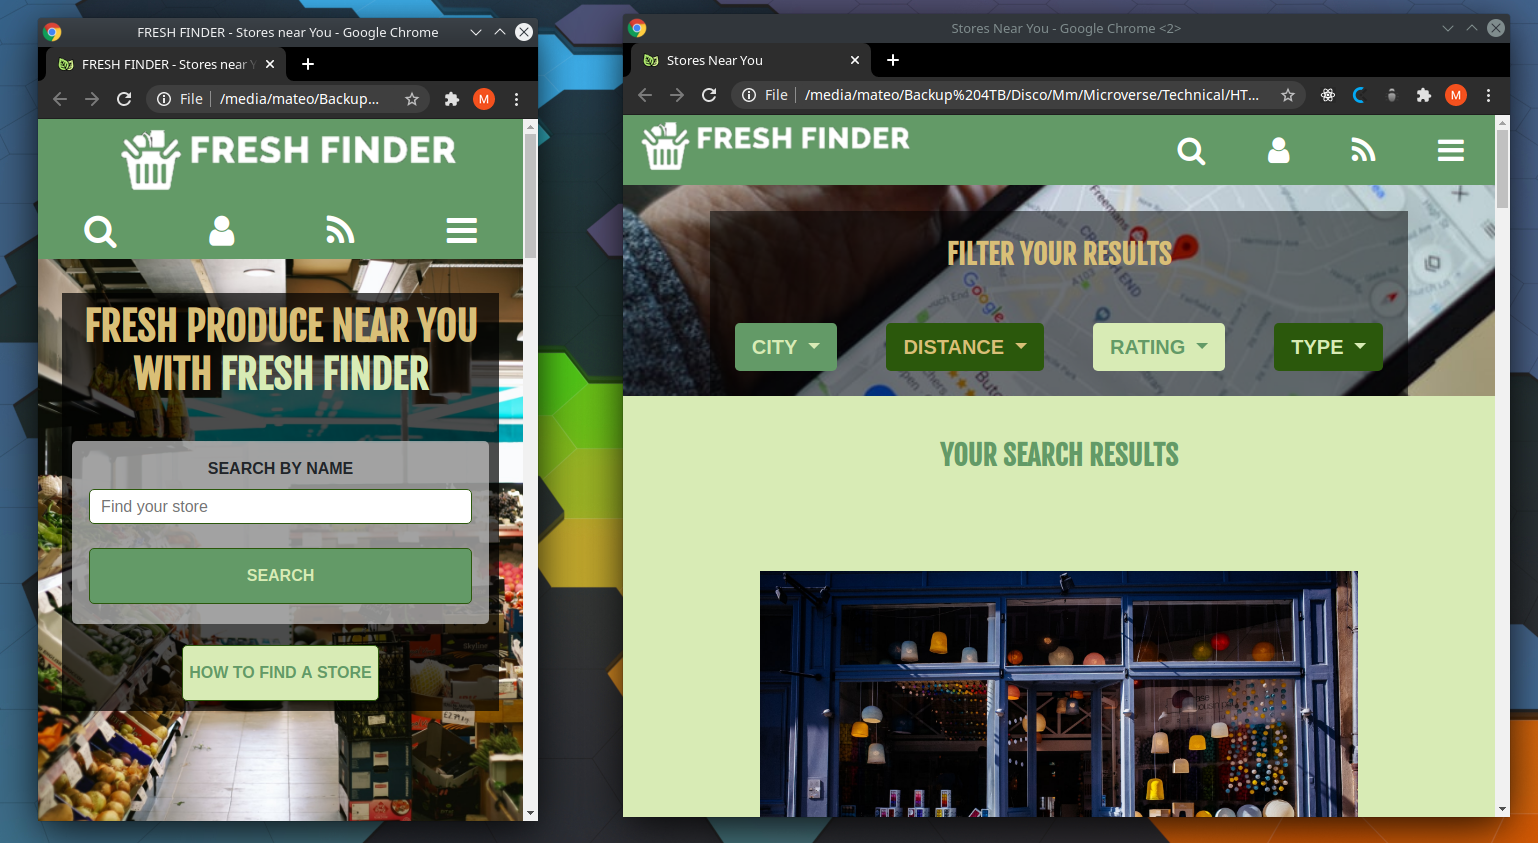 FRESH FINDER - Stores near You - Google Chrome
FRESH FINDER - Stores near Y
File
/media/mateo/Backup...
M
FRESH FINDER
FRESH PRODUCE NEAR YOU
WITH FRESH FINDER
SEARCH BY NAME
Find your store
SEARCH
HOW TO FIND A STORE
Stores Near You - Google Chrome <2>
Stores Near You
File
/media/mateo/Backup%204TB/Disco/Mm/Microverse/Technical/HT...
M
FRESH FINDER
FILTER YOUR RESULTS
Google
CITY
DISTANCE
RATING
TYPE
YOUR SEARCH RESULTS